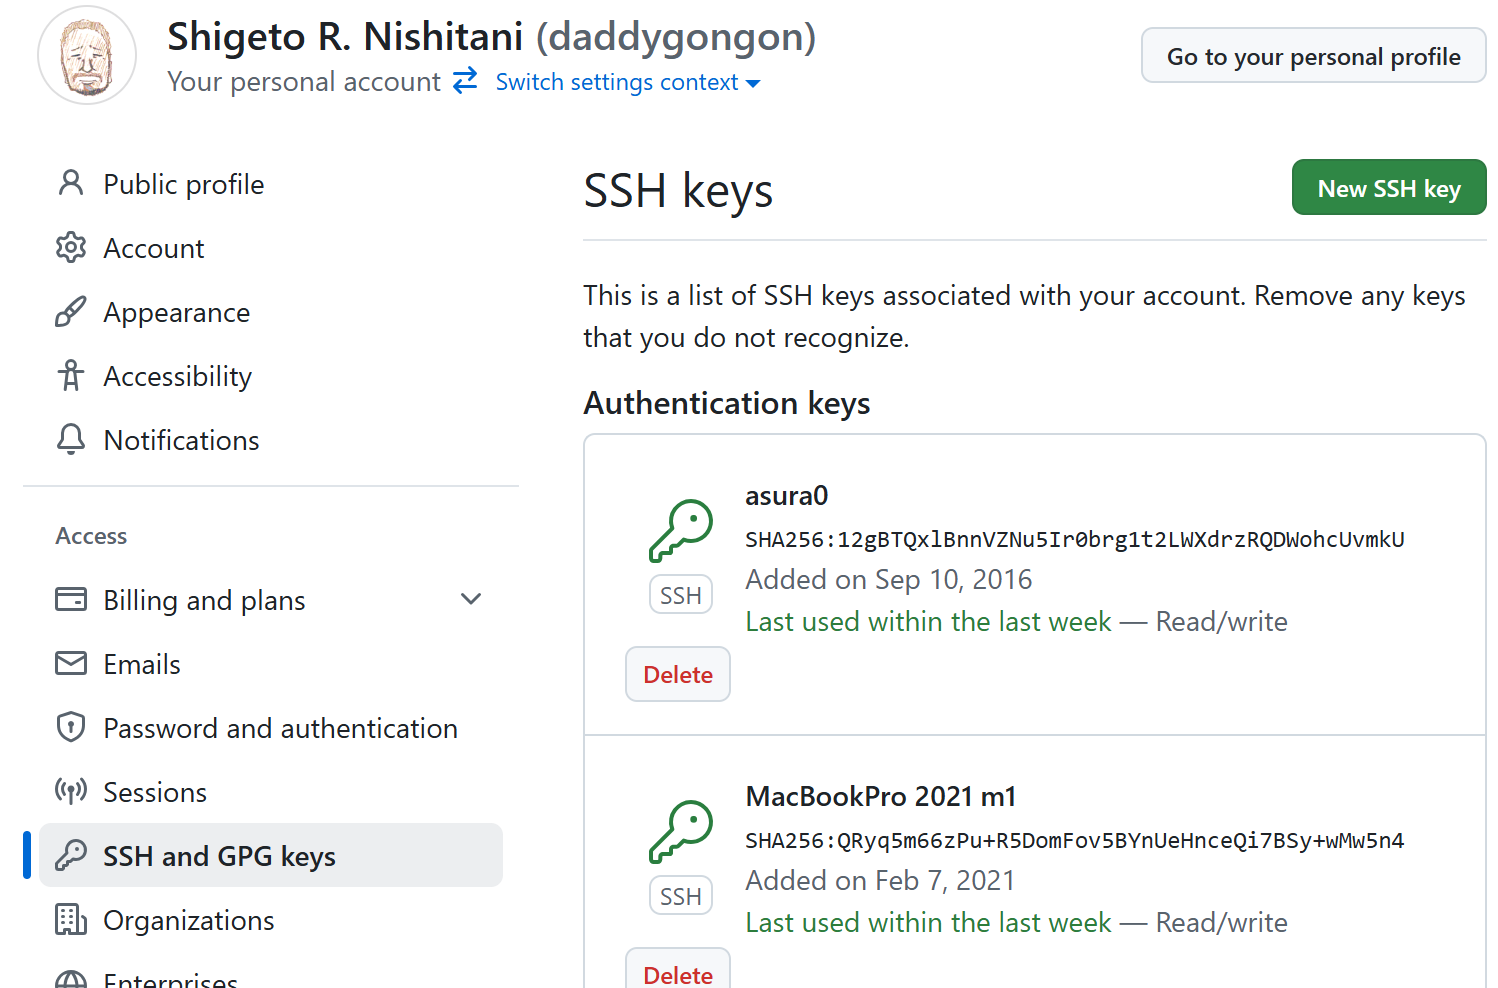 Shigeto R. Nishitani (daddygongon)
Your personal account Switch settings context
Go to your personal profile
Public profile
Account
Appearance
Accessibility
Notifications
Access
Billing and plans
Emails
Password and authentication
Sessions
SSH and GPG keys
Organizations
Enterprises
SSH keys
New SSH key
This is a list of SSH keys associated with your account. Remove any keys
that you do not recognize.
Authentication keys
asura0
SHA256:12gBTQxlBnnVZNu5Ir0brg1t2LWXdrzRQDWohcUvmkU
Added on Sep 10, 2016
SSH
Last used within the last week — Read/write
Delete
MacBookPro 2021 m1
SHA256:QRyq5m66zPu+R5DomFov5BYnUeHnceQi7BSy+wMw5n4
Added on Feb 7, 2021
SSH
Last used within the last week — Read/write
Delete